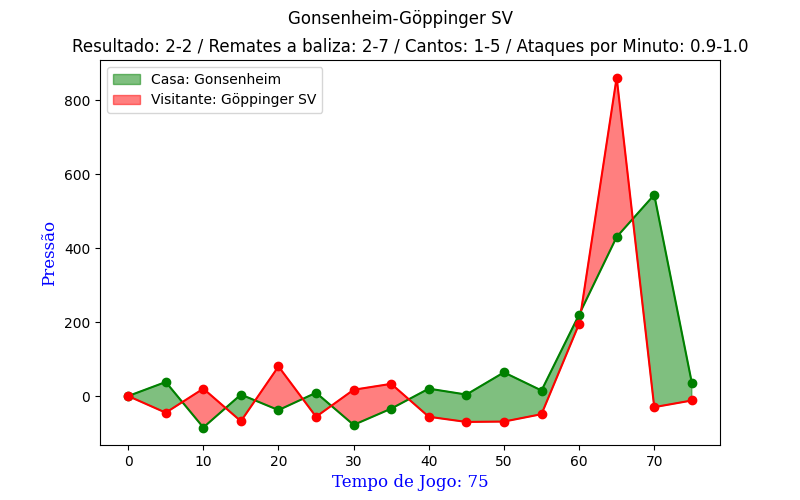 Gonsenheim-Göppinger SV
Resultado: 2-2 / Remates a baliza: 2-7 / Cantos: 1-5 / Ataques por Minuto: 0.9-1.0
Casa: Gonsenheim
Visitante: Göppinger SV
Pressão
800
600
400
200
0
0 10 20 30 40 50 60 70
Tempo de Jogo: 75